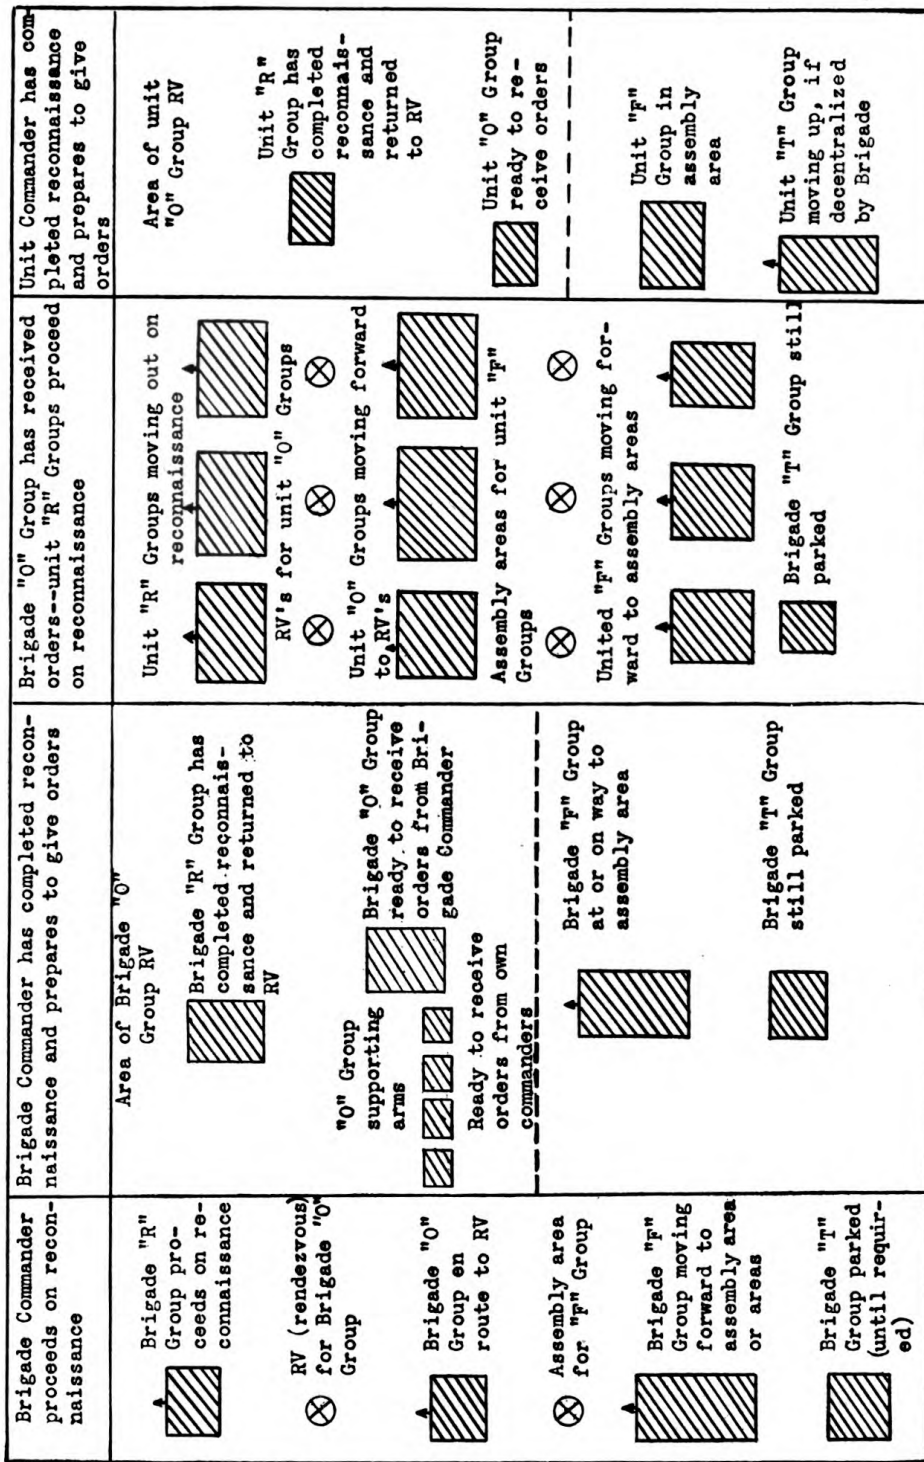 Brigade Commander
proceeds on recon-
naissance
Brigade "R"
Group pro-
ceeds on re-
connaissance
RV (rendezvous)
for Brigade "O"
Group
Brigade "O"
Group en
route to RV
Assembly area
for "F" Group
Brigade "F"
Group moving
forward to
assembly area
or areas
Brigade "T"
Group parked
(until requir-
ed)
Brigade Commander has completed recon-
naissance and prepares to give orders
Area of Brigade "O"
Group RV
Brigade "R" Group has
completed reconnais-
sance and returned to
RV
"O" Group
supporting
arms
Brigade "O" Group
ready to receive
orders from Bri-
gade Commander
Ready to receive
orders from own
commanders
Brigade "F" Group
at or on way to
assembly area
Brigade "T" Group
still parked
Brigade "O" Group has received
orders--unit "R" Groups proceed
on reconnaissance
Unit "R" Groups moving out on
reconnaissance
RV's for unit "O" Groups
Unit "O" Groups moving forward
to RV's
Assembly areas for unit "F"
Groups
United "F" Groups moving for-
ward to assembly areas
Brigade "T" Group still
parked
Unit Commander has com-
pleted reconnaissance
and prepares to give
orders
Area of unit
"O" Group RV
Unit "R"
Group has
completed
reconnais-
sance and
returned
to RV
Unit "O" Group
ready to re-
ceive orders
Unit "F"
Group in
assembly
area
Unit "T" Group
moving up, if
decentralized
by Brigade